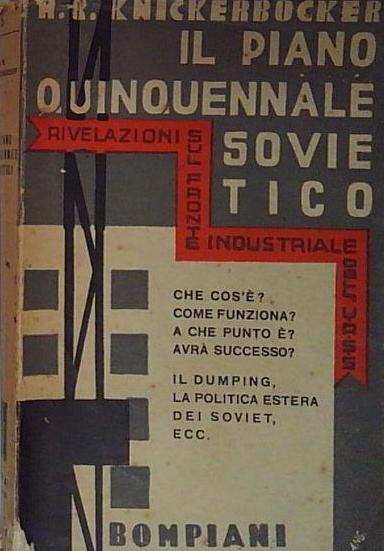 H.R. KNICKERBOCKER
IL PIANO
QUINQUENNALE
SOVIE
TICO
RIVELAZIONI
SUL FRONTE
INDUSTRIALE
CHE COS'È?
COME FUNZIONA?
A CHE PUNTO È?
AVRÀ SUCCESSO?
IL DUMPING,
LA POLITICA ESTERA
DEI SOVIET,
ECC.
BOMPIANI